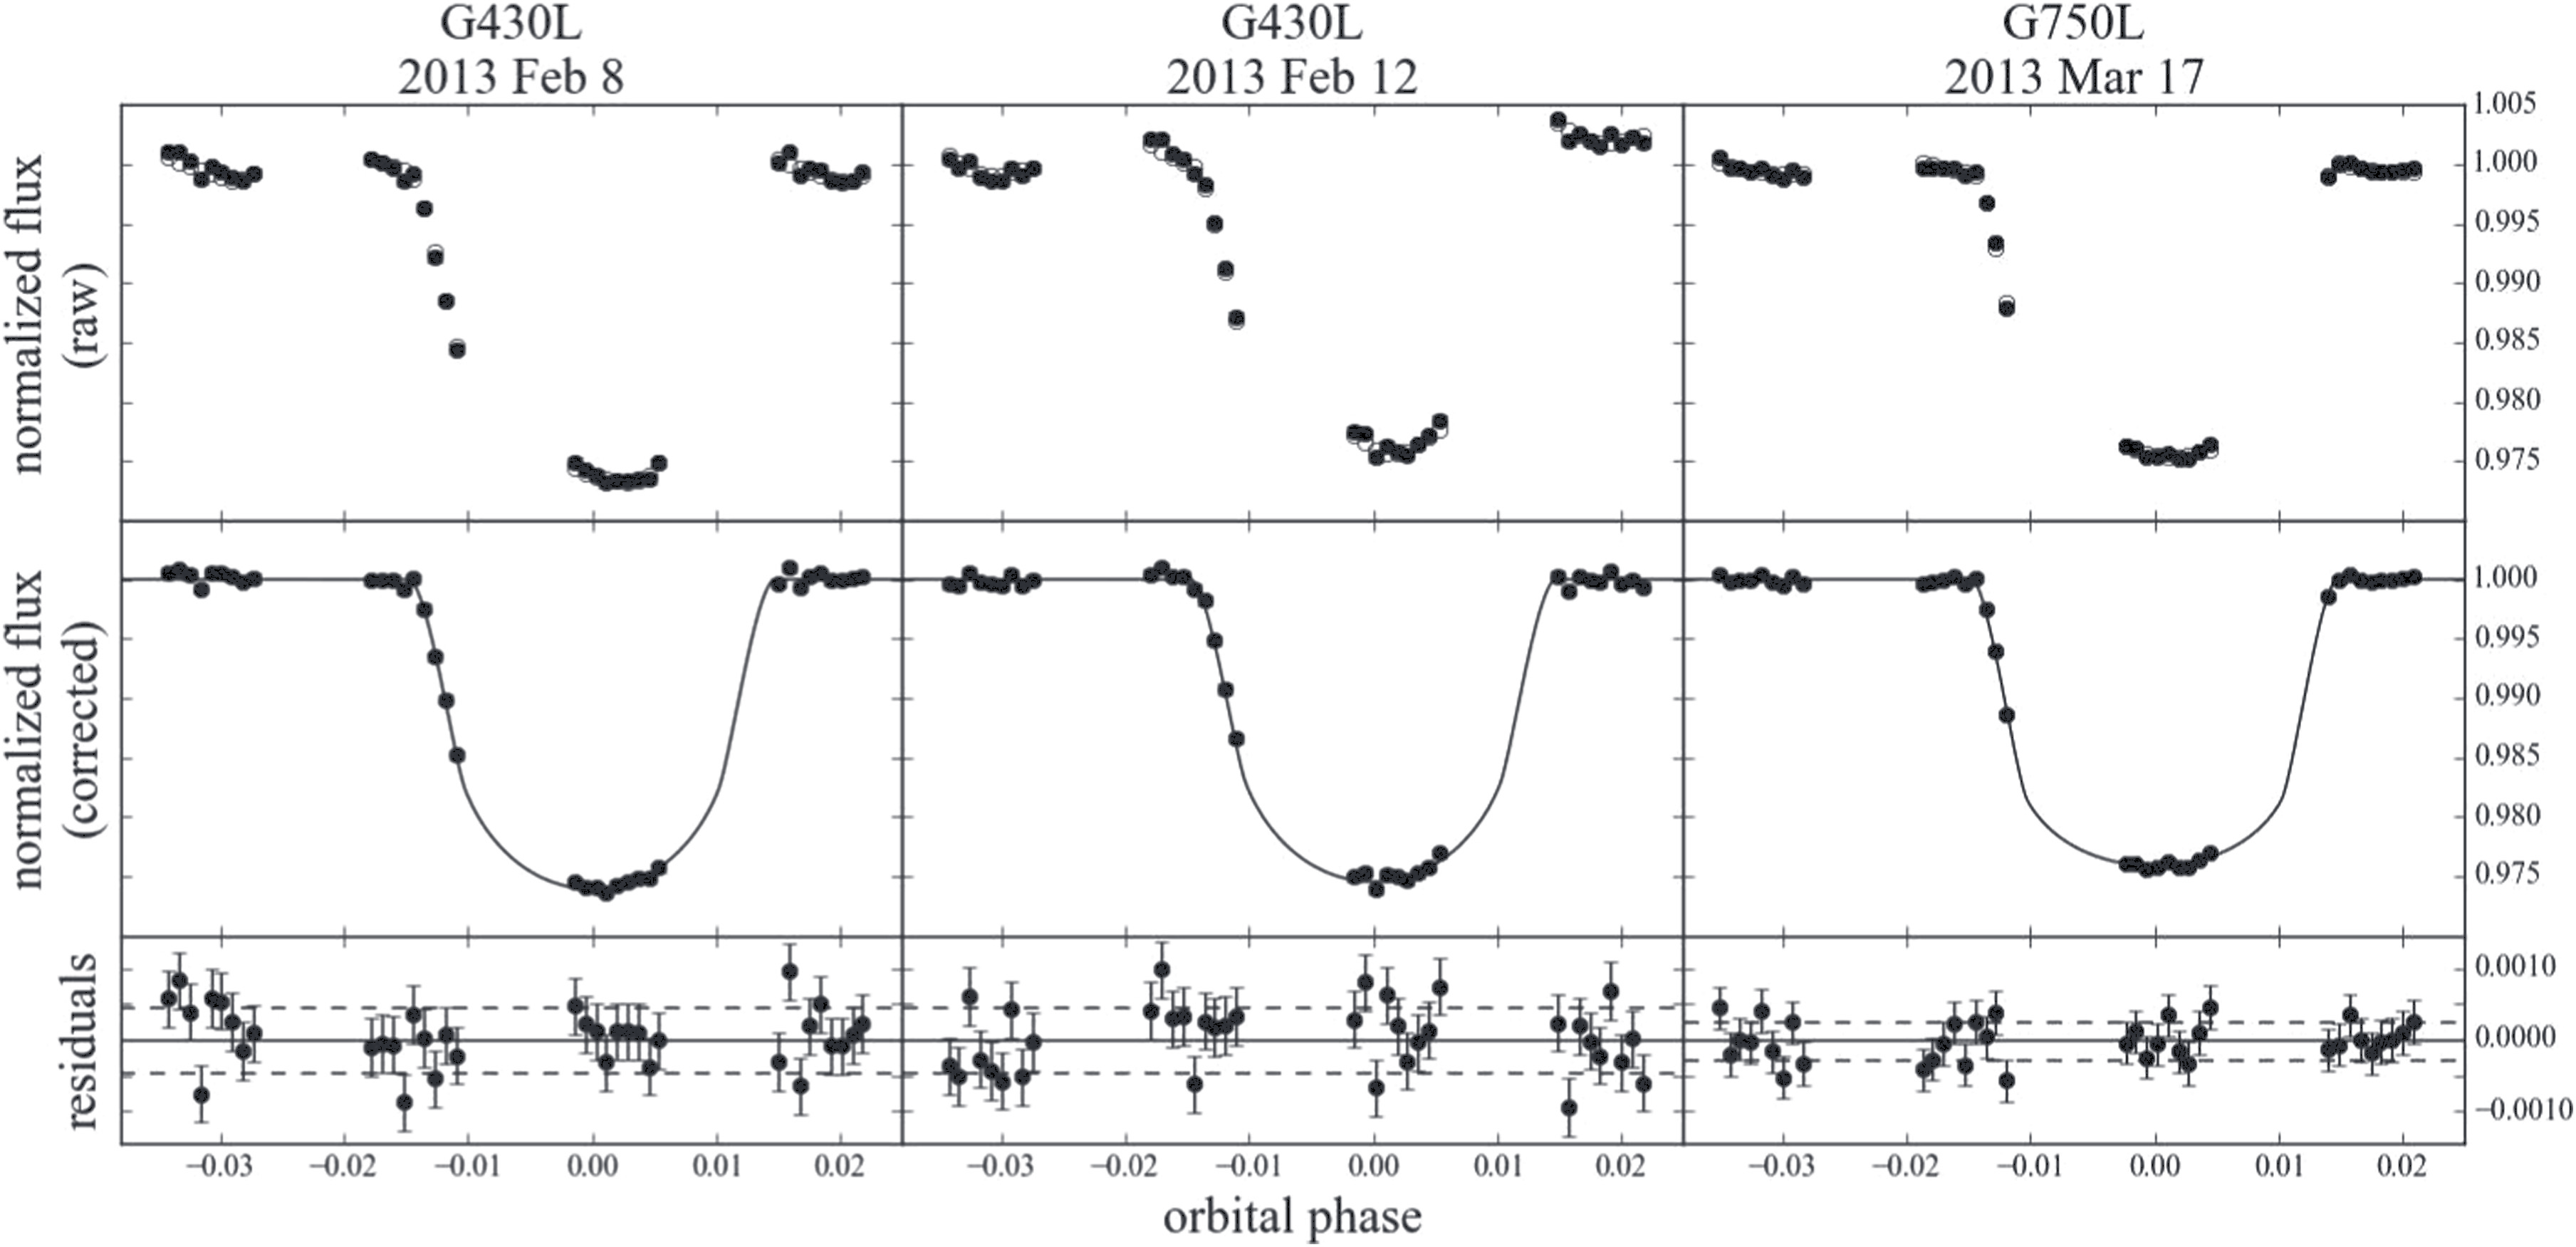 G430L
2013 Feb 8
G430L
2013 Feb 12
G750L
2013 Mar 17
normalized flux
(raw)
1.005
1.000
0.995
0.990
0.985
0.980
0.975
normalized flux
(corrected)
1.000
0.995
0.990
0.985
0.980
0.975
residuals
0.0010
0.0000
−0.0010
−0.03 −0.02 −0.01 0.00 0.01 0.02
−0.03 −0.02 −0.01 0.00 0.01 0.02
−0.03 −0.02 −0.01 0.00 0.01 0.02
orbital phase